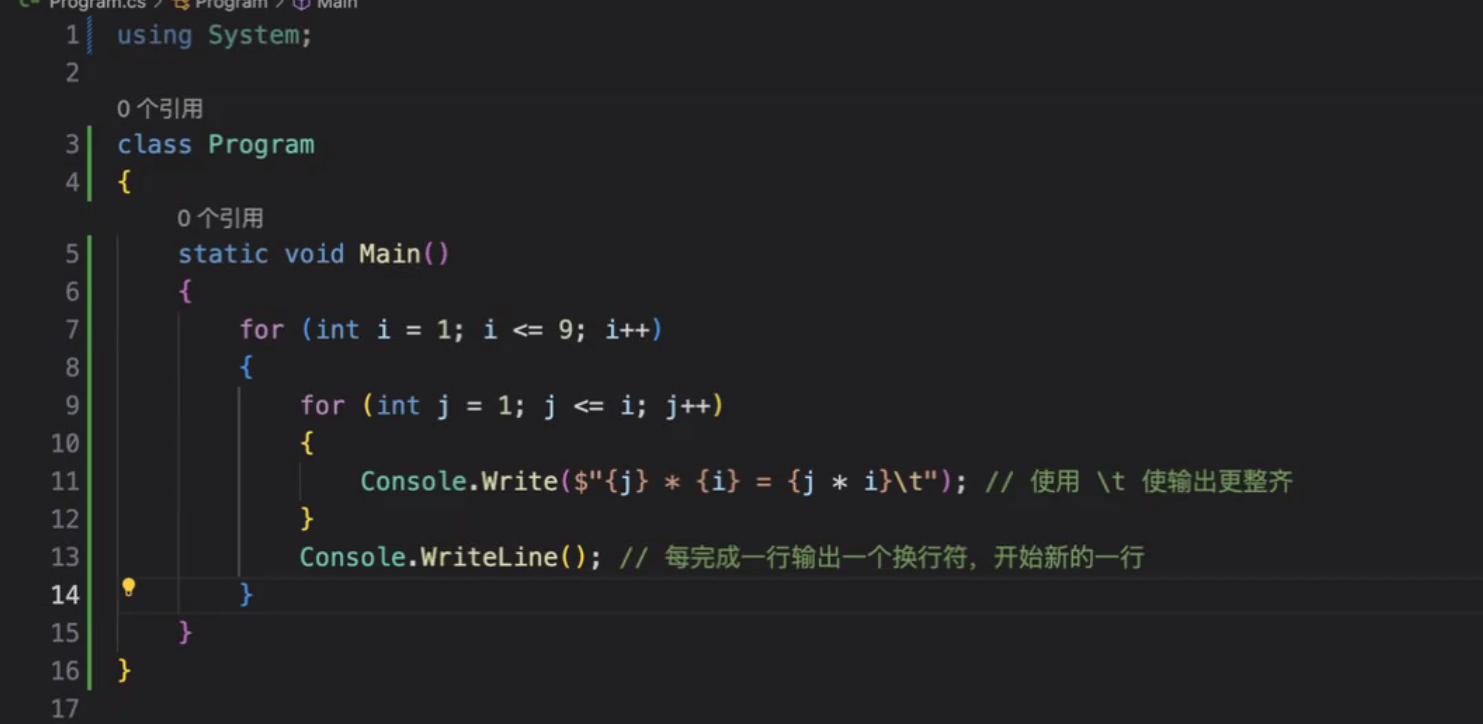 Program.cs > Program > Main
1 using System;
2
0 个引用
3 class Program
4 {
0 个引用
5 static void Main()
6 {
7 for (int i = 1; i <= 9; i++)
8 {
9 for (int j = 1; j <= i; j++)
10 {
11 Console.Write($"{j} * {i} = {j * i}\t"); // 使用 \t 使输出更整齐
12 }
13 Console.WriteLine(); // 每完成一行输出一个换行符，开始新的一行
14 }
15 }
16 }
17